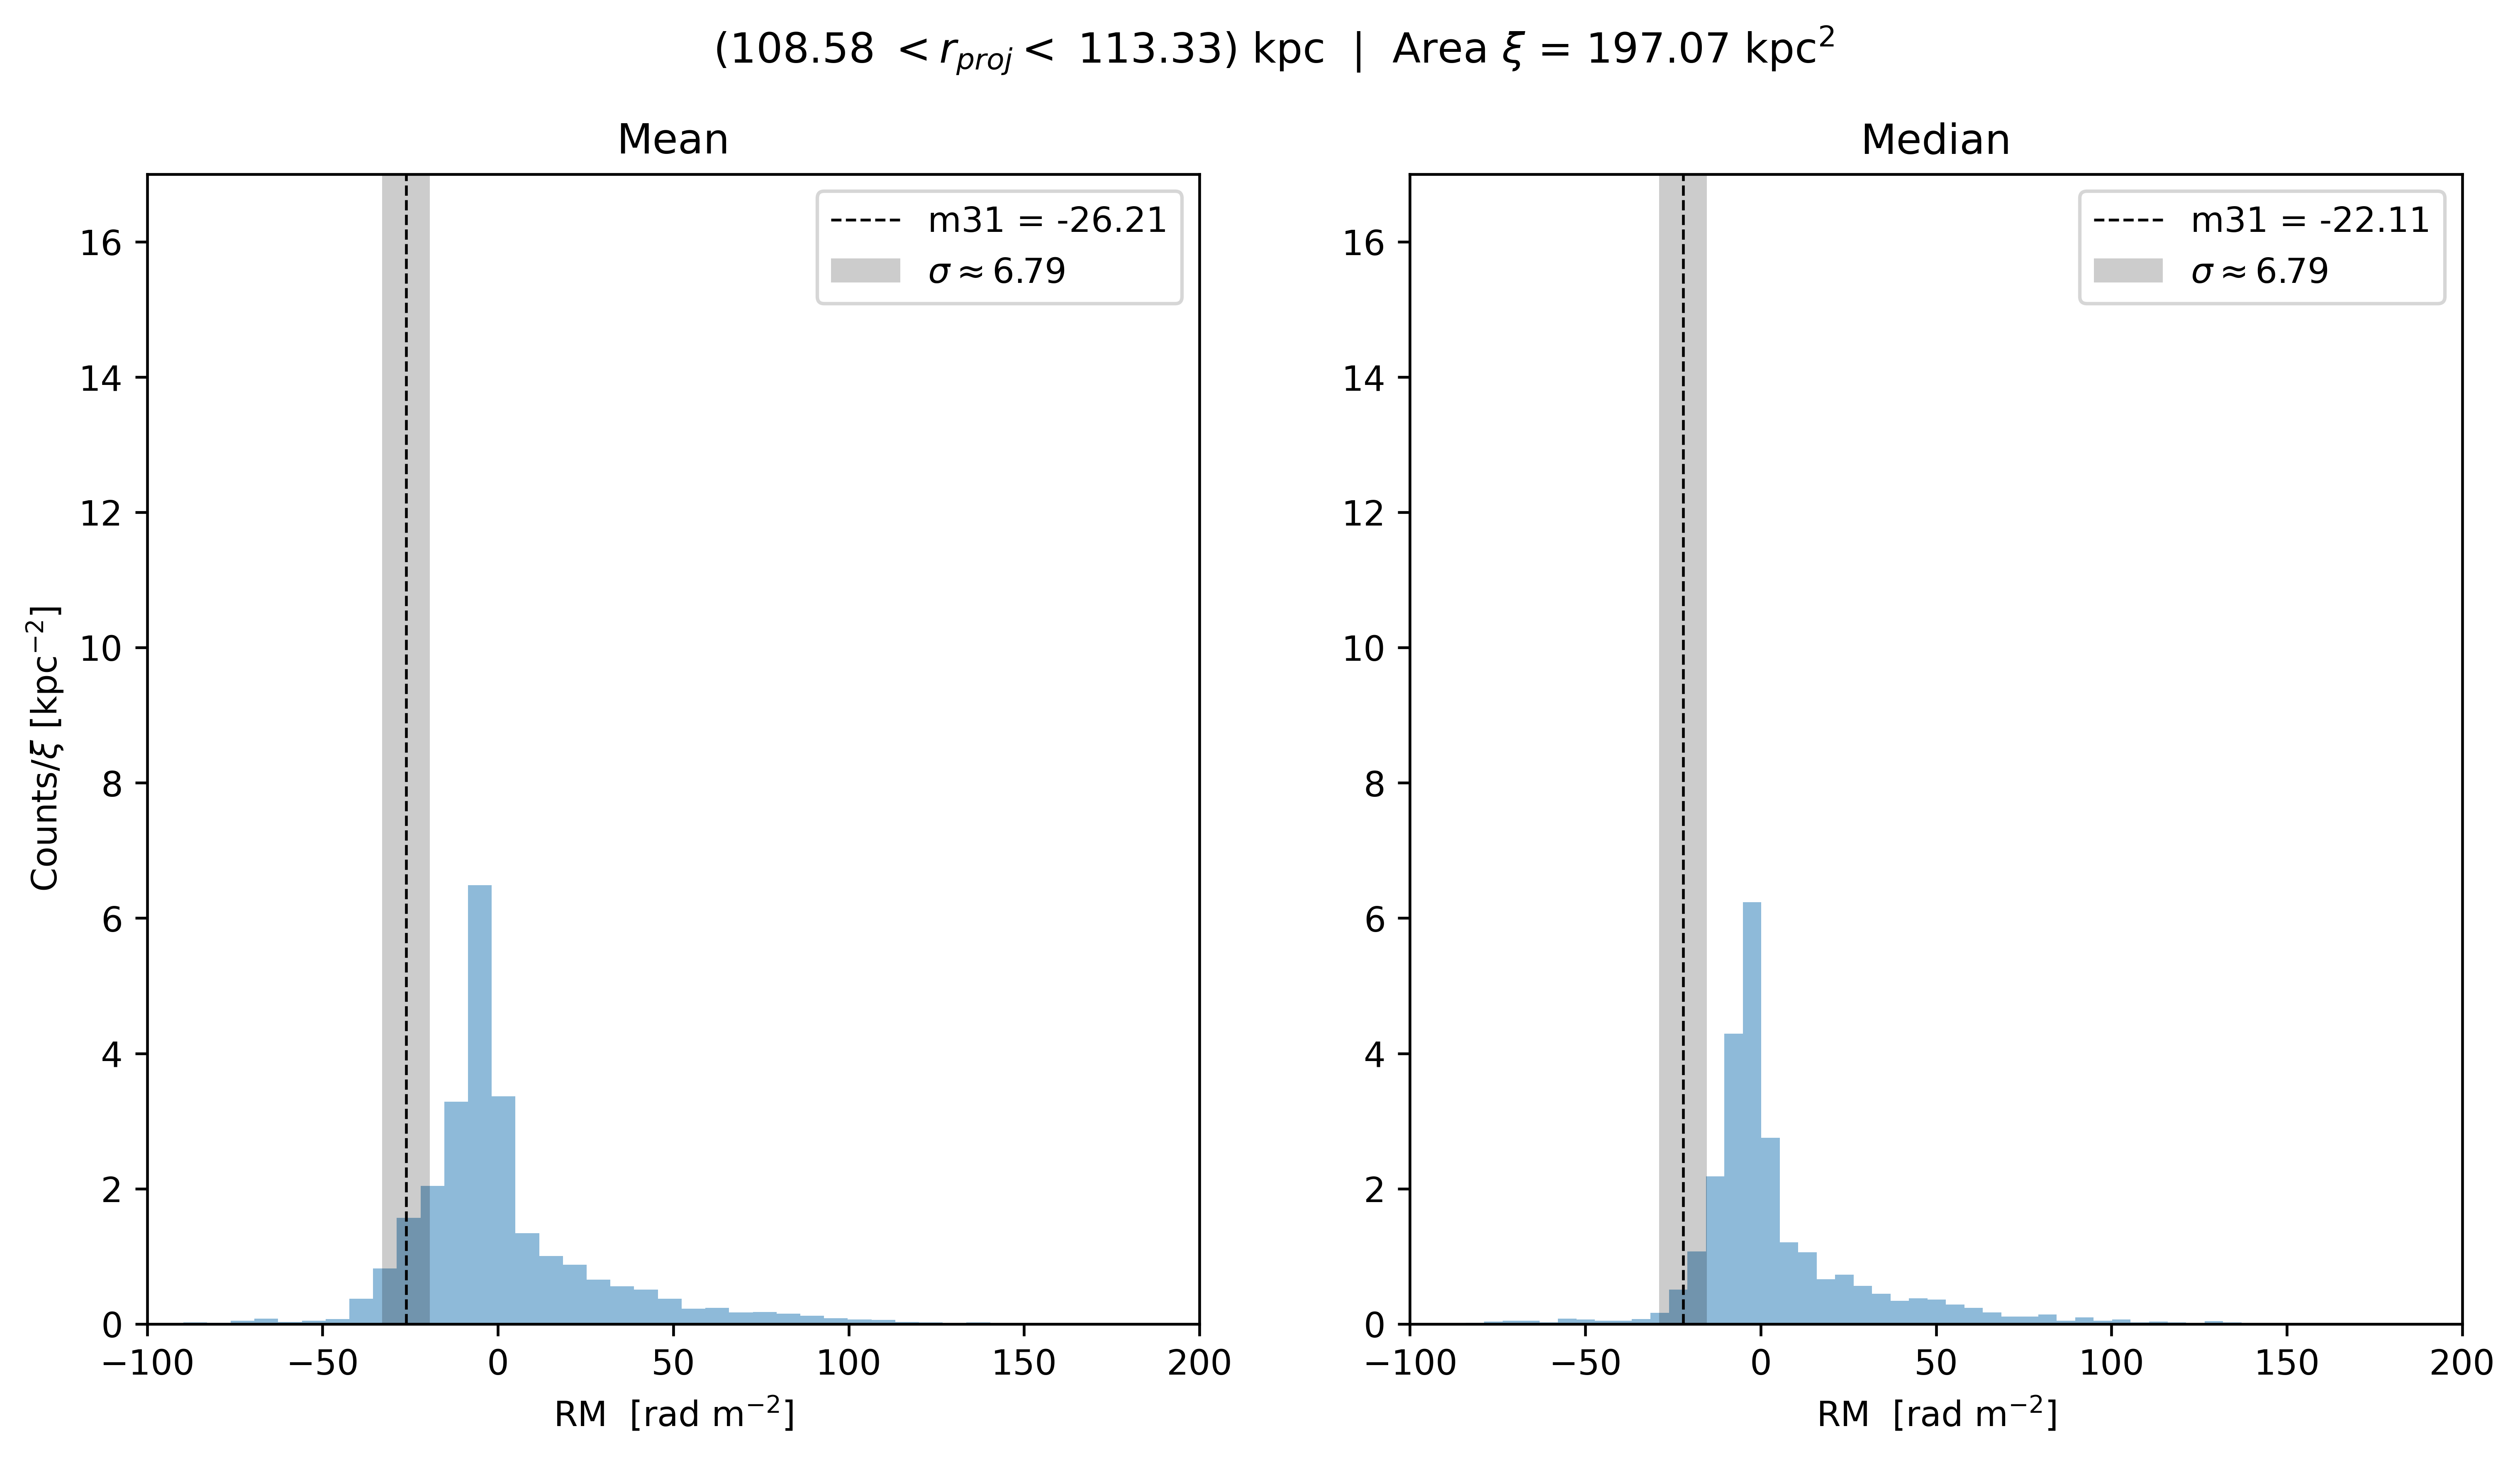 (108.58 < r_proj < 113.33) kpc | Area ξ = 197.07 kpc²
Mean
m31 = -26.21
σ ≈ 6.79
Counts/ξ [kpc⁻²]
16
14
12
10
8
6
4
2
0
−100 −50 0 50 100 150 200
RM [rad m⁻²]
Median
m31 = -22.11
σ ≈ 6.79
16
14
12
10
8
6
4
2
0
−100 −50 0 50 100 150 200
RM [rad m⁻²]